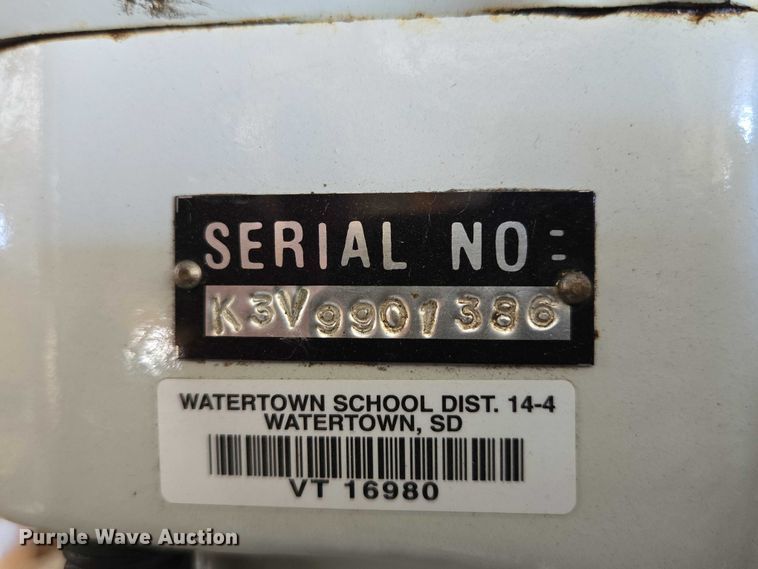 SERIAL NO:
K3V9901386
WATERTOWN SCHOOL DIST. 14-4
WATERTOWN, SD
VT 16980
Purple Wave Auction